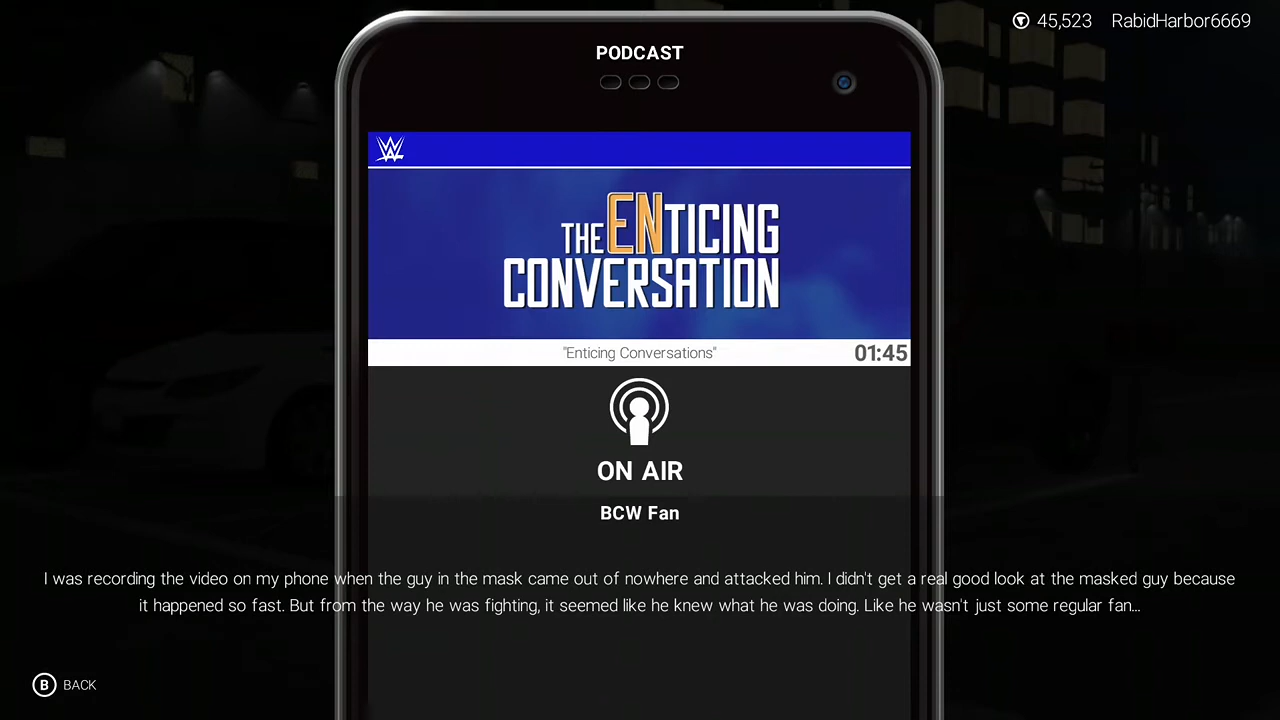 45,523 RabidHarbor6669
PODCAST
W
THE ENTICING
CONVERSATION
"Enticing Conversations" 01:45
ON AIR
BCW Fan
I was recording the video on my phone when the guy in the mask came out of nowhere and attacked him. I didn't get a real good look at the masked guy because
it happened so fast. But from the way he was fighting, it seemed like he knew what he was doing. Like he wasn't just some regular fan...
B BACK